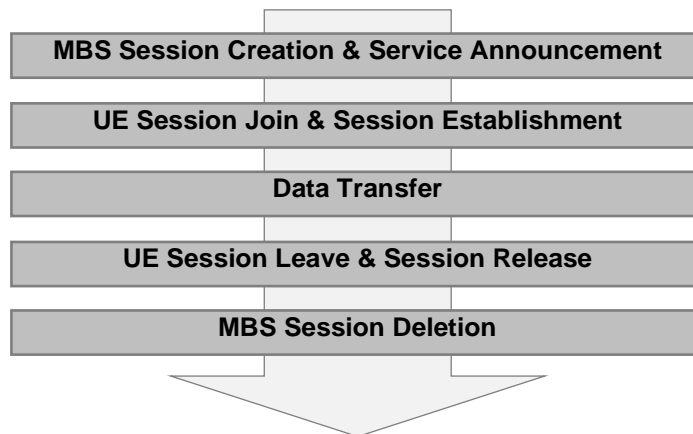 MBS Session Creation & Service Announcement
UE Session Join & Session Establishment
Data Transfer
UE Session Leave & Session Release
MBS Session Deletion